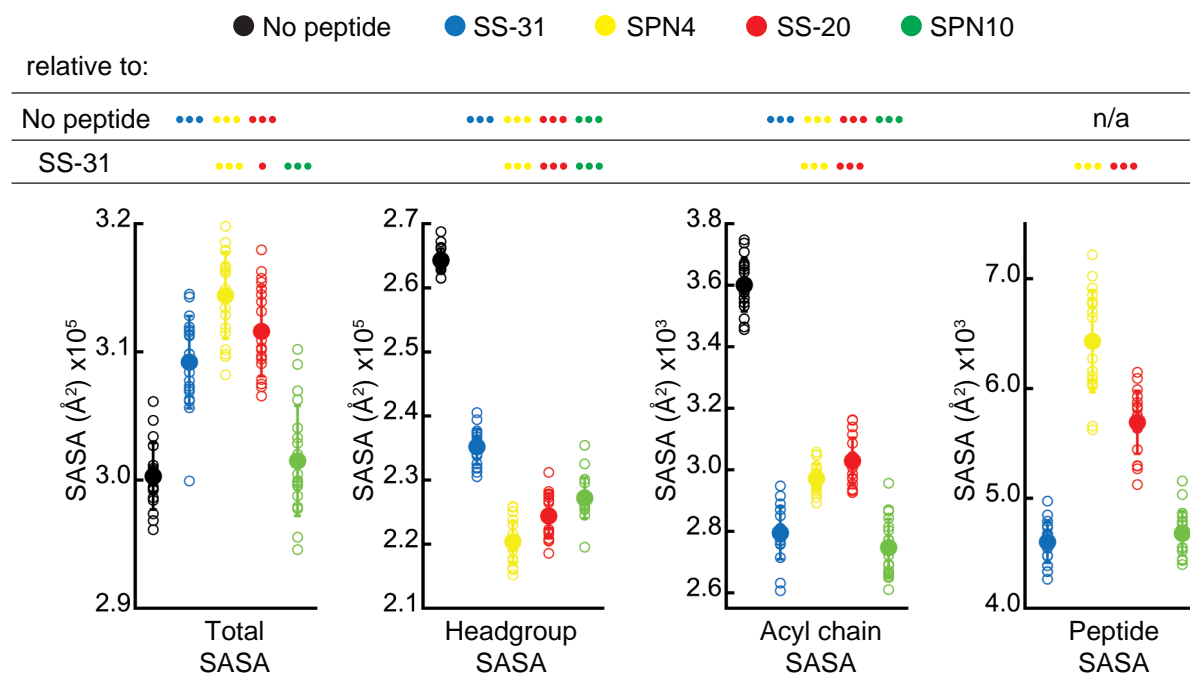 No peptide SS-31 SPN4 SS-20 SPN10
relative to:
No peptide n/a
SS-31
SASA (Å²) x10⁵
3.2
3.1
3.0
2.9
Total
SASA
SASA (Å²) x10⁵
2.7
2.6
2.5
2.4
2.3
2.2
2.1
Headgroup
SASA
SASA (Å²) x10³
3.8
3.6
3.4
3.2
3.0
2.8
2.6
Acyl chain
SASA
SASA (Å²) x10³
7.0
6.0
5.0
4.0
Peptide
SASA